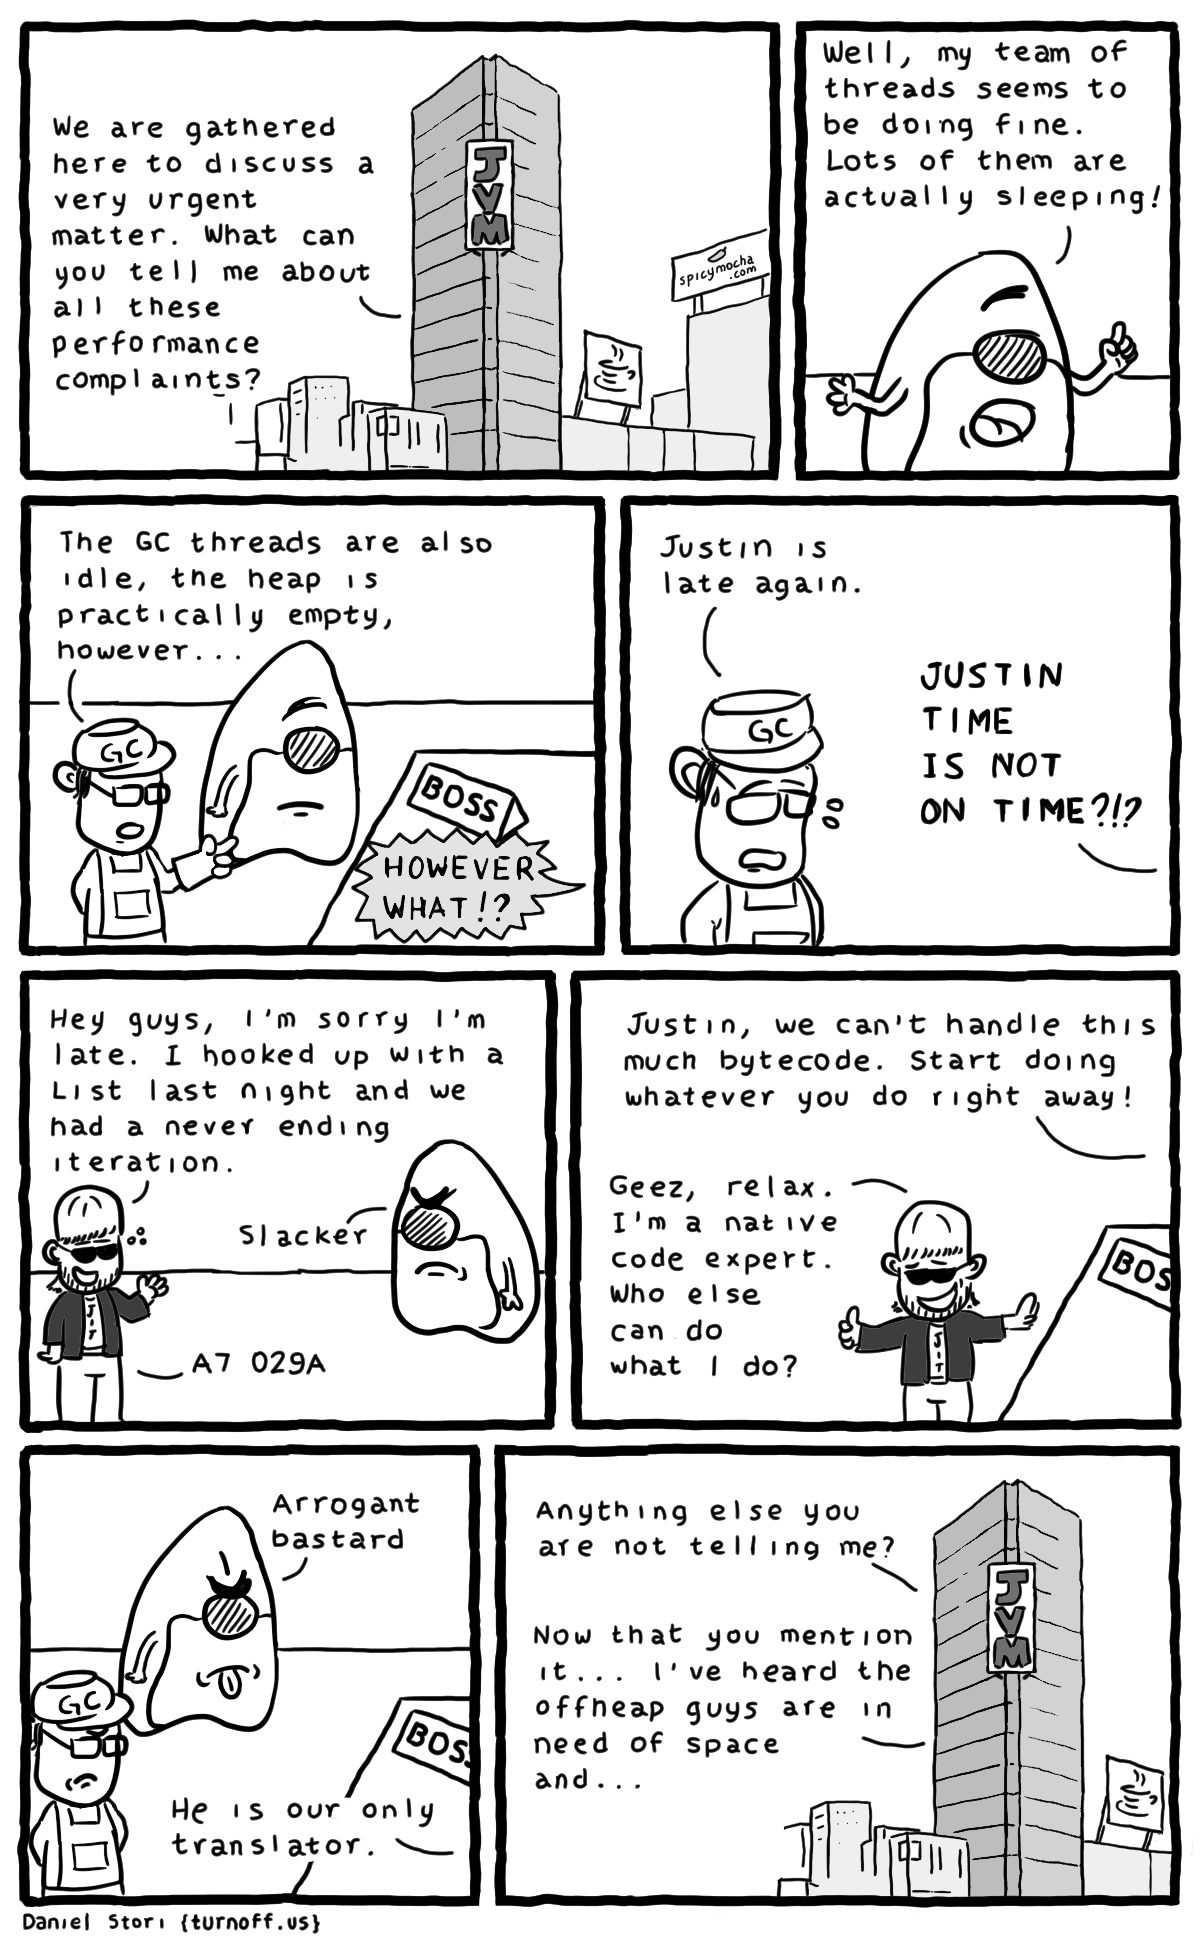 We are gathered
here to discuss a
very urgent
matter. What can
you tell me about
all these
performance
complaints?
JVM
spicymocha
.com
Well, my team of
threads seems to
be doing fine.
Lots of them are
actually sleeping!
The GC threads are also
idle, the heap is
practically empty,
however...
GC
BOSS
HOWEVER
WHAT!?
Justin is
late again.
GC
JUSTIN
TIME
IS NOT
ON TIME?!?
Hey guys, I'm sorry I'm
late. I hooked up with a
List last night and we
had a never ending
iteration.
Slacker
JIT
A7 029A
Justin, we can't handle this
much bytecode. Start doing
whatever you do right away!
Geez, relax.
I'm a native
code expert.
Who else
can do
what I do?
J-IT
BOS
Arrogant
bastard
GC
BOSS
He is our only
translator.
Anything else you
are not telling me?
Now that you mention
it... I've heard the
offheap guys are in
need of space
and...
JVM
Daniel Stori {turnoff.us}